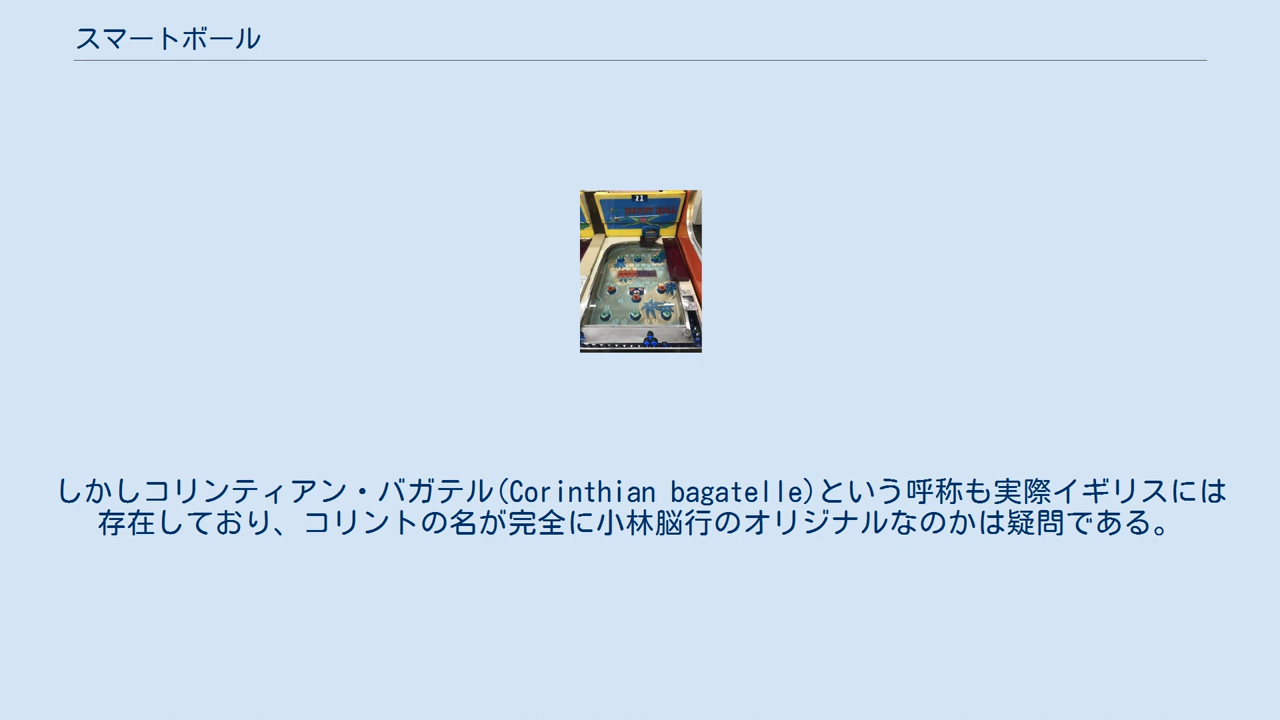 スマートボール
21
しかしコリンティアン・バガテル(Corinthian bagatelle)という呼称も実際イギリスには
存在しており、コリントの名が完全に小林脳行のオリジナルなのかは疑問である。